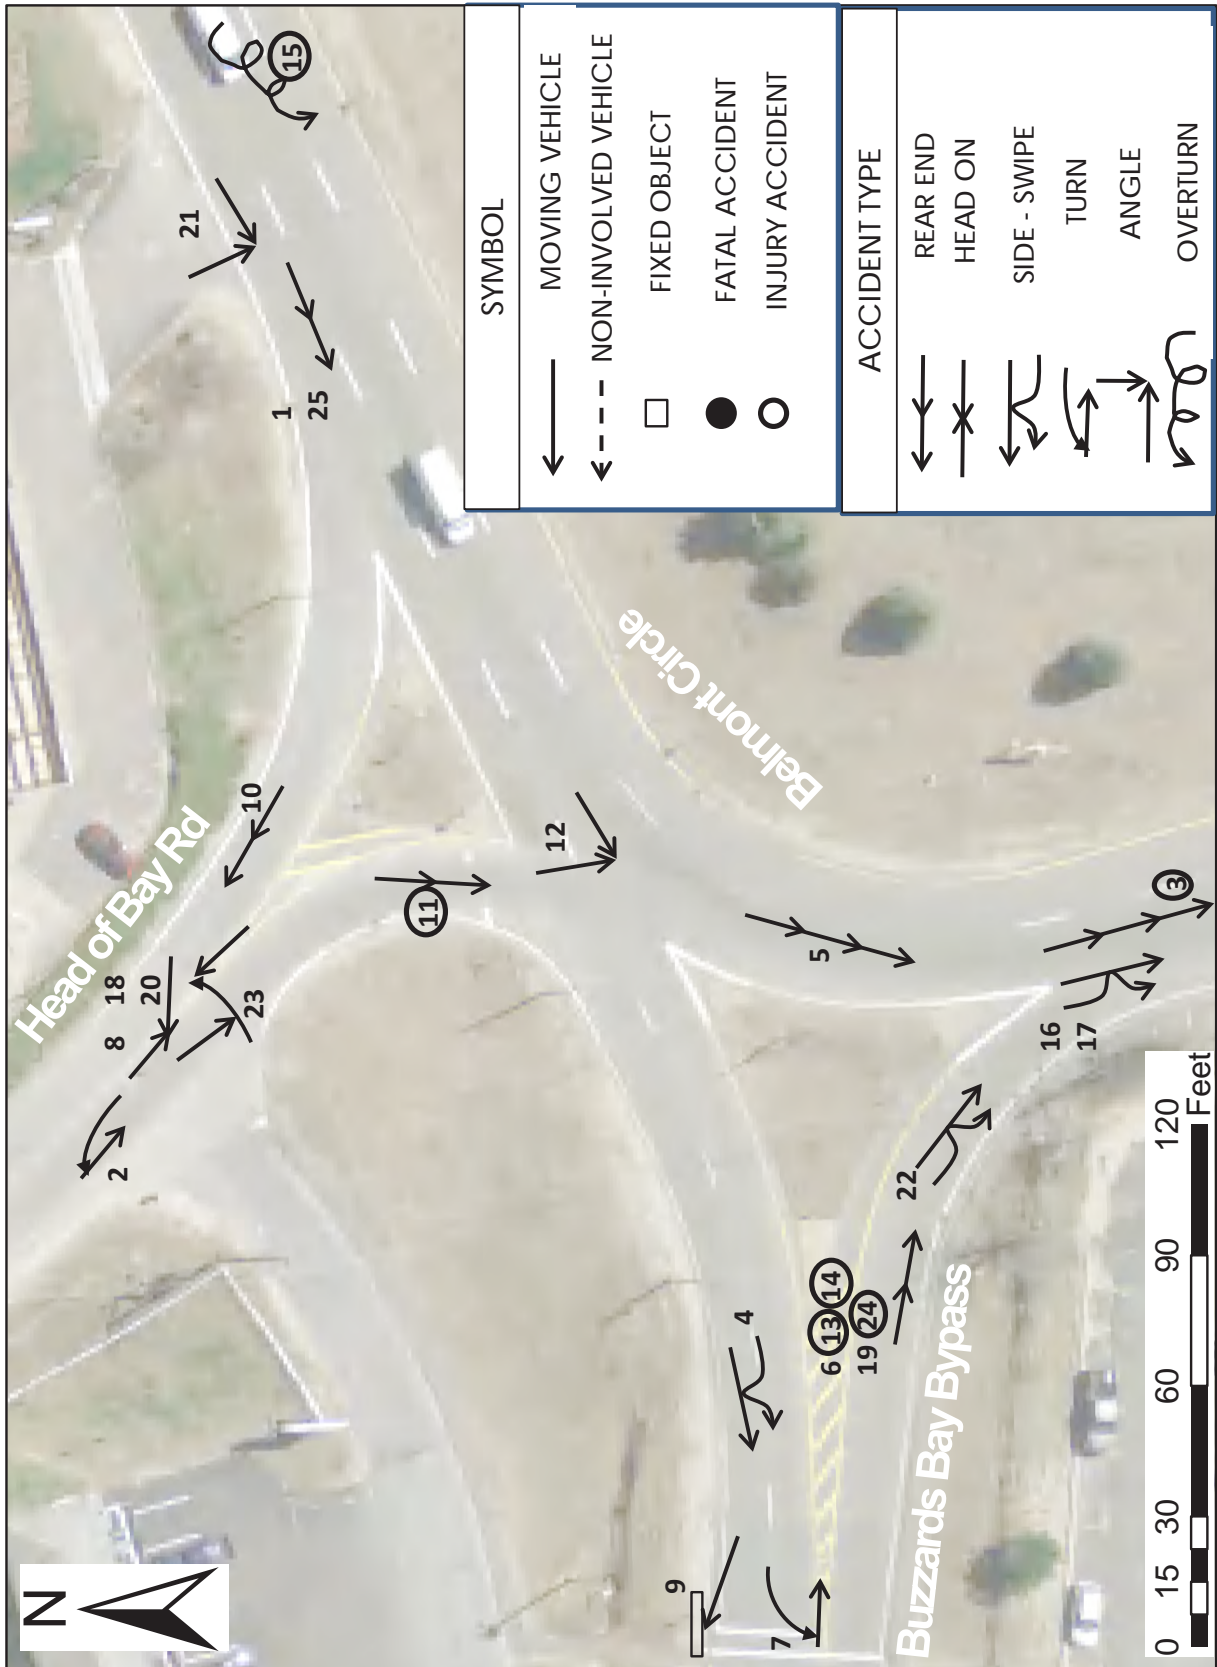 N
Head of Bay Rd
Belmont Circle
Buzzards Bay Bypass
15
21
1
25
10
12
11
8 18
20
23
2
5
3
16
17
22
4
6 13 14
19 24
9
7
0 15 30 60 90 120
Feet
SYMBOL
MOVING VEHICLE
NON-INVOLVED VEHICLE
FIXED OBJECT
FATAL ACCIDENT
INJURY ACCIDENT
ACCIDENT TYPE
REAR END
HEAD ON
SIDE - SWIPE
TURN
ANGLE
OVERTURN